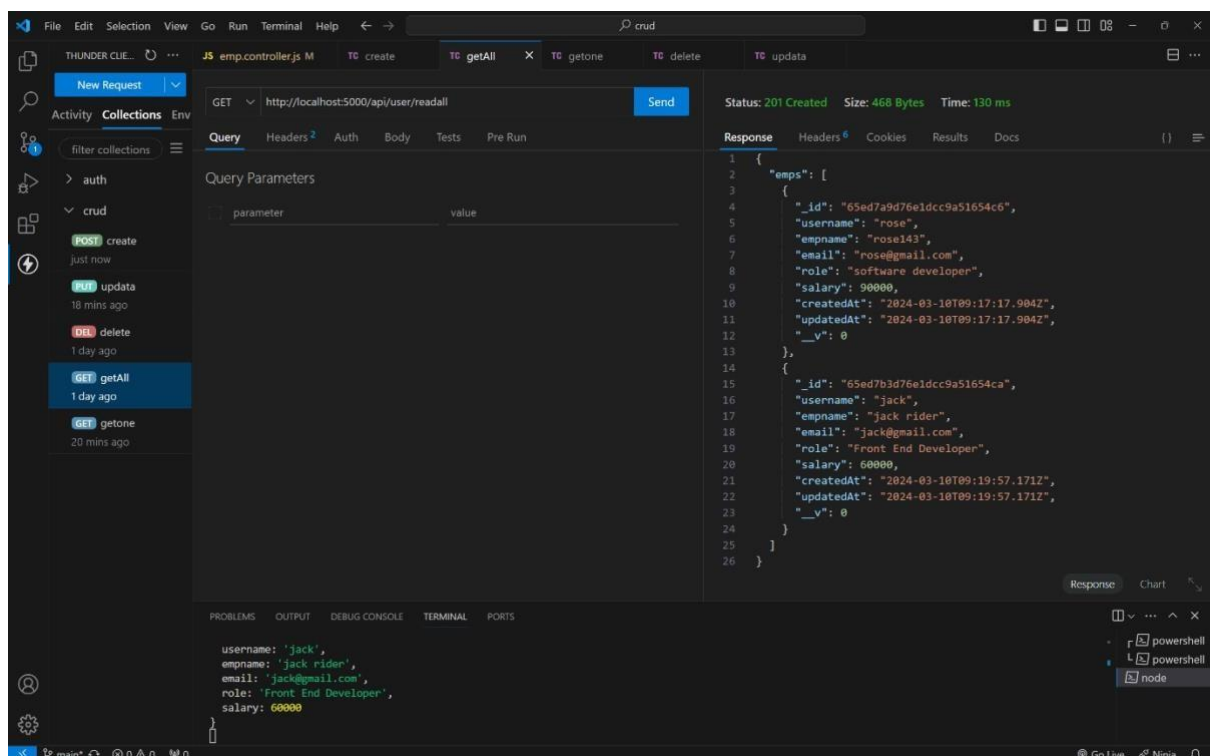 File Edit Selection View Go Run Terminal Help crud
THUNDER CLIE... JS emp.controller.js M TC create TC getAll TC getone TC delete TC updata
New Request
Activity Collections Env
filter collections
auth
crud
POST create
just now
PUT updata
18 mins ago
DEL delete
1 day ago
GET getAll
1 day ago
GET getone
20 mins ago
GET http://localhost:5000/api/user/readall Send
Query Headers 2 Auth Body Tests Pre Run
Query Parameters
parameter value
Status: 201 Created Size: 468 Bytes Time: 130 ms
Response Headers 6 Cookies Results Docs {}
1 {
2 "emps": [
3 {
4 "_id": "65ed7a9d76e1dcc9a51654c6",
5 "username": "rose",
6 "empname": "rose143",
7 "email": "rose@gmail.com",
8 "role": "software developer",
9 "salary": 90000,
10 "createdAt": "2024-03-10T09:17:17.904Z",
11 "updatedAt": "2024-03-10T09:17:17.904Z",
12 "__v": 0
13 },
14 {
15 "_id": "65ed7b3d76e1dcc9a51654ca",
16 "username": "jack",
17 "empname": "jack rider",
18 "email": "jack@gmail.com",
19 "role": "Front End Developer",
20 "salary": 60000,
21 "createdAt": "2024-03-10T09:19:57.171Z",
22 "updatedAt": "2024-03-10T09:19:57.171Z",
23 "__v": 0
24 }
25 ]
26 }
Response Chart
PROBLEMS OUTPUT DEBUG CONSOLE TERMINAL PORTS
username: 'jack',
empname: 'jack rider',
email: 'jack@gmail.com',
role: 'Front End Developer',
salary: 60000
}
powershell
powershell
node
main* 0 0 0 Go Live Ninja